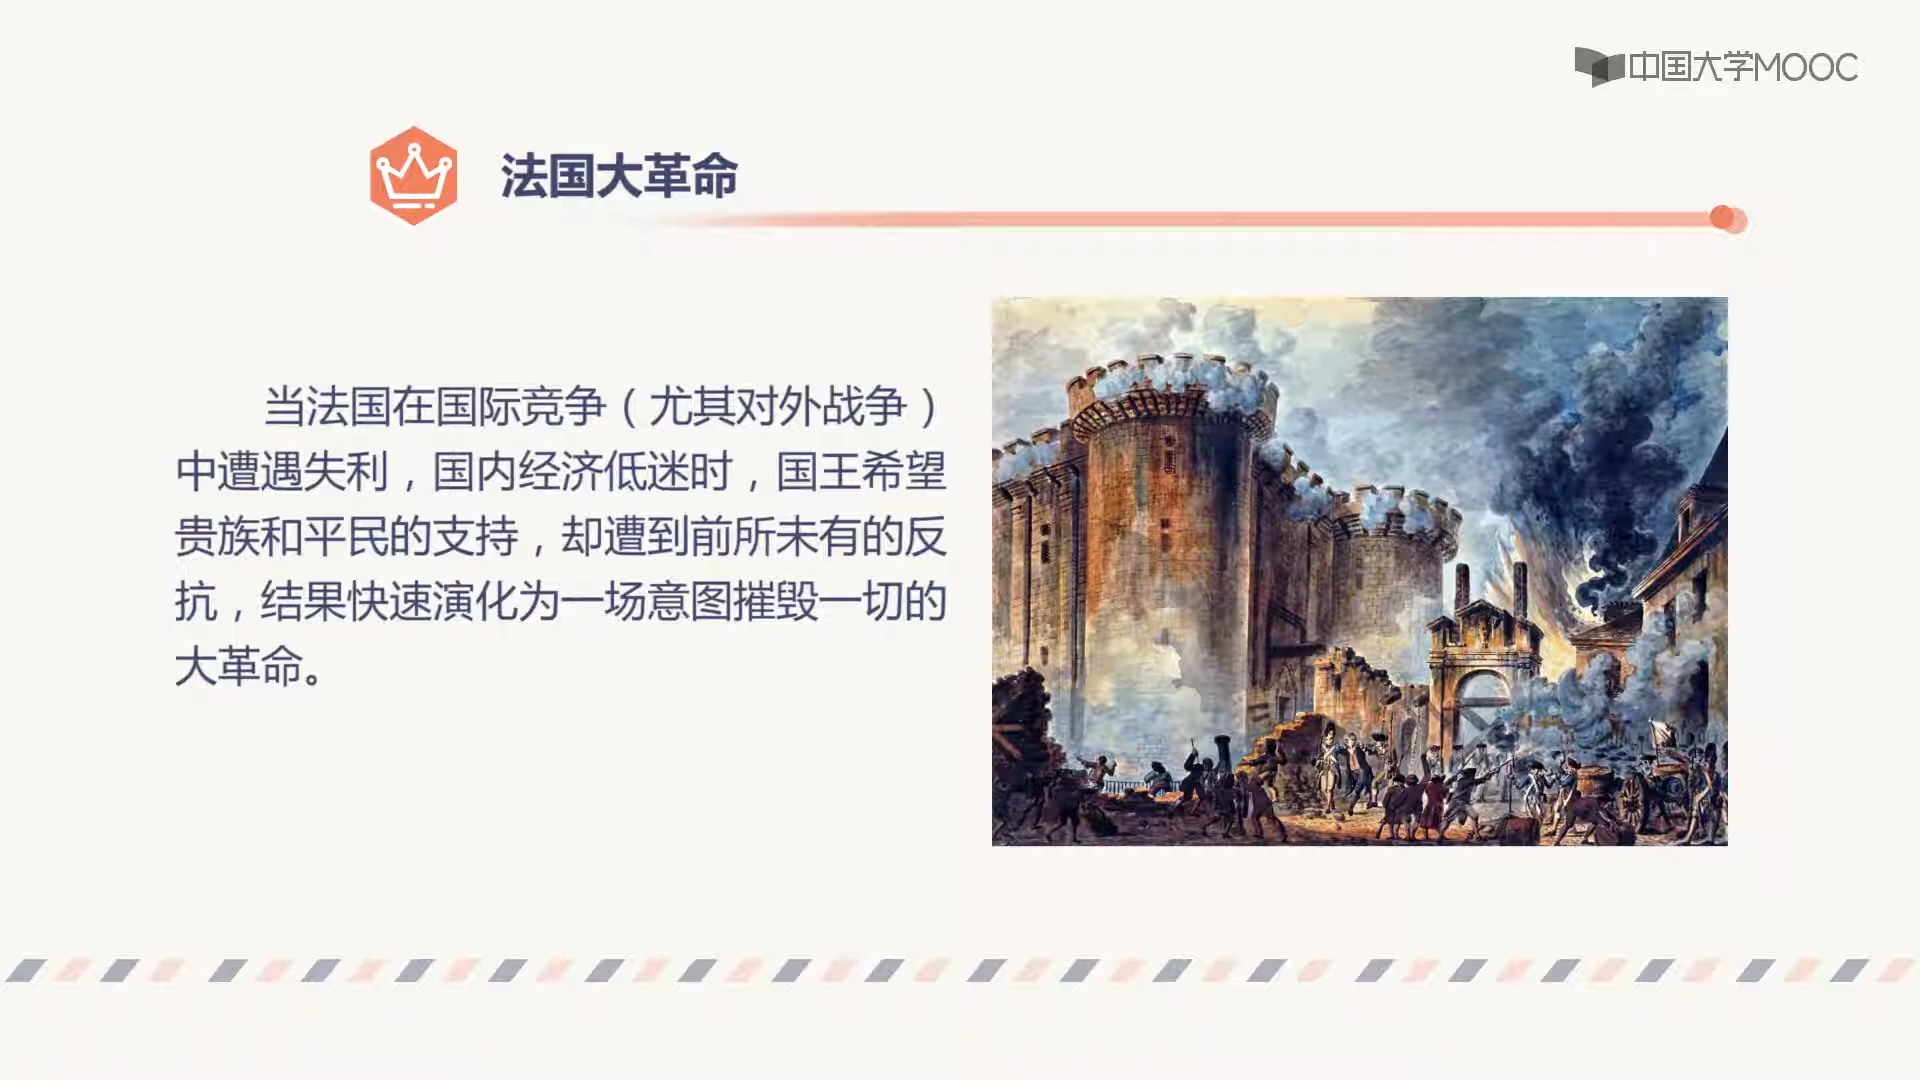 中国大学MOOC
法国大革命
当法国在国际竞争（尤其对外战争）
中遭遇失利，国内经济低迷时，国王希望
贵族和平民的支持，却遭到前所未有的反
抗，结果快速演化为一场意图摧毁一切的
大革命。